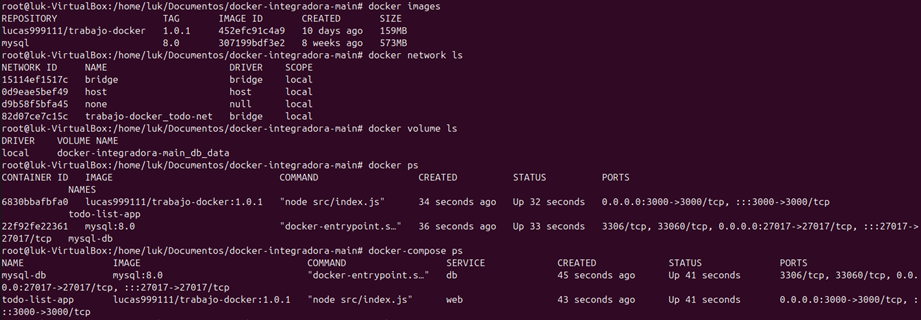 root@luk-VirtualBox:/home/luk/Documentos/docker-integradora-main# docker images
REPOSITORY TAG IMAGE ID CREATED SIZE
lucas999111/trabajo-docker 1.0.1 452efc91c4a9 10 days ago 159MB
mysql 8.0 307199bdf3e2 8 weeks ago 573MB
root@luk-VirtualBox:/home/luk/Documentos/docker-integradora-main# docker network ls
NETWORK ID NAME DRIVER SCOPE
15114ef1517c bridge bridge local
0d9eae5bef49 host host local
d9b58f5bfa45 none null local
82d07ce7c15c trabajo-docker_todo-net bridge local
root@luk-VirtualBox:/home/luk/Documentos/docker-integradora-main# docker volume ls
DRIVER VOLUME NAME
local docker-integradora-main_db_data
root@luk-VirtualBox:/home/luk/Documentos/docker-integradora-main# docker ps
CONTAINER ID IMAGE COMMAND CREATED STATUS PORTS
NAMES
6830bbafbfa0 lucas999111/trabajo-docker:1.0.1 "node src/index.js" 34 seconds ago Up 32 seconds 0.0.0.0:3000->3000/tcp, :::3000->3000/tcp
todo-list-app
22f92fe22361 mysql:8.0 "docker-entrypoint.s…" 36 seconds ago Up 33 seconds 3306/tcp, 33060/tcp, 0.0.0.0:27017->27017/tcp, :::27017->
27017/tcp mysql-db
root@luk-VirtualBox:/home/luk/Documentos/docker-integradora-main# docker-compose ps
NAME IMAGE COMMAND SERVICE CREATED STATUS PORTS
mysql-db mysql:8.0 "docker-entrypoint.s…" db 45 seconds ago Up 41 seconds 3306/tcp, 33060/tcp, 0.0.
0.0:27017->27017/tcp, :::27017->27017/tcp
todo-list-app lucas999111/trabajo-docker:1.0.1 "node src/index.js" web 43 seconds ago Up 41 seconds 0.0.0.0:3000->3000/tcp, :
::3000->3000/tcp